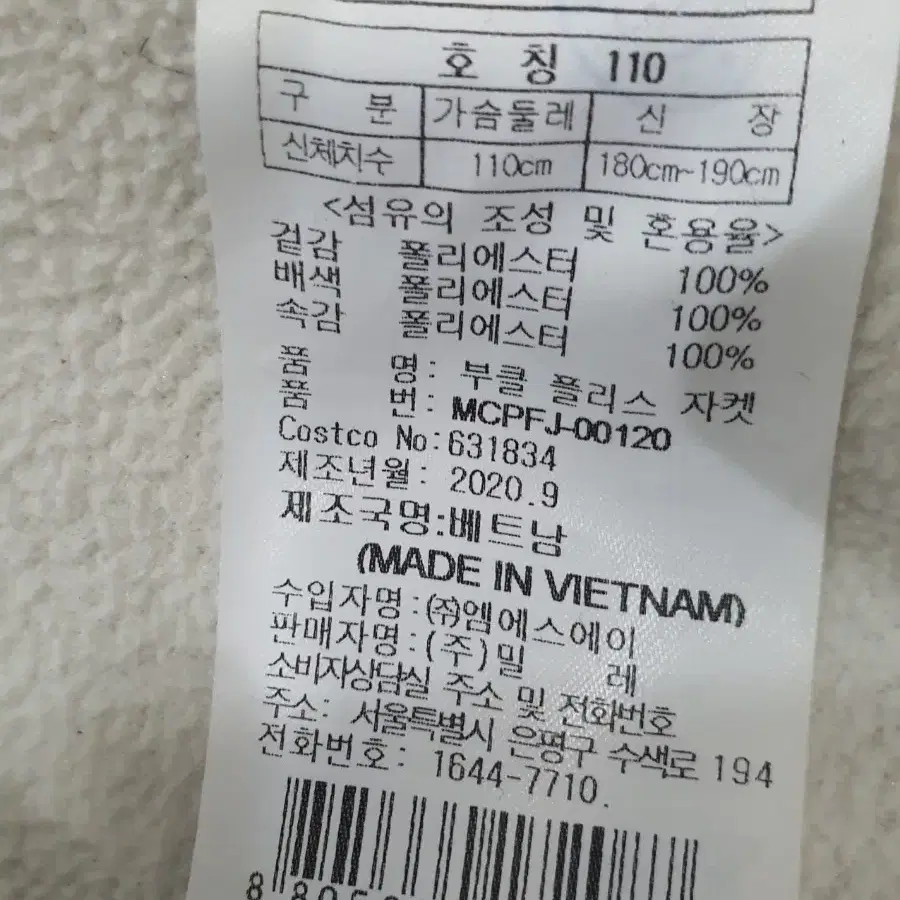 호 칭 110
구 분 가슴둘레 신 장
신체치수 110cm 180cm~190cm
<섬유의 조성 및 혼용율>
겉감 폴리에스터 100%
배색 폴리에스터 100%
속감 폴리에스터 100%
품 명: 부클 플리스 자켓
품 번: MCPFJ-00120
Costco No:631834
제조년월: 2020.9
제조국명:베트남
(MADE IN VIETNAM)
수입자명:(주)엠에스에이
판매자명:(주)밀 레
소비자상담실 주소 및 전화번호
주소: 서울특별시 은평구 수색로 194
전화번호: 1644-7710.